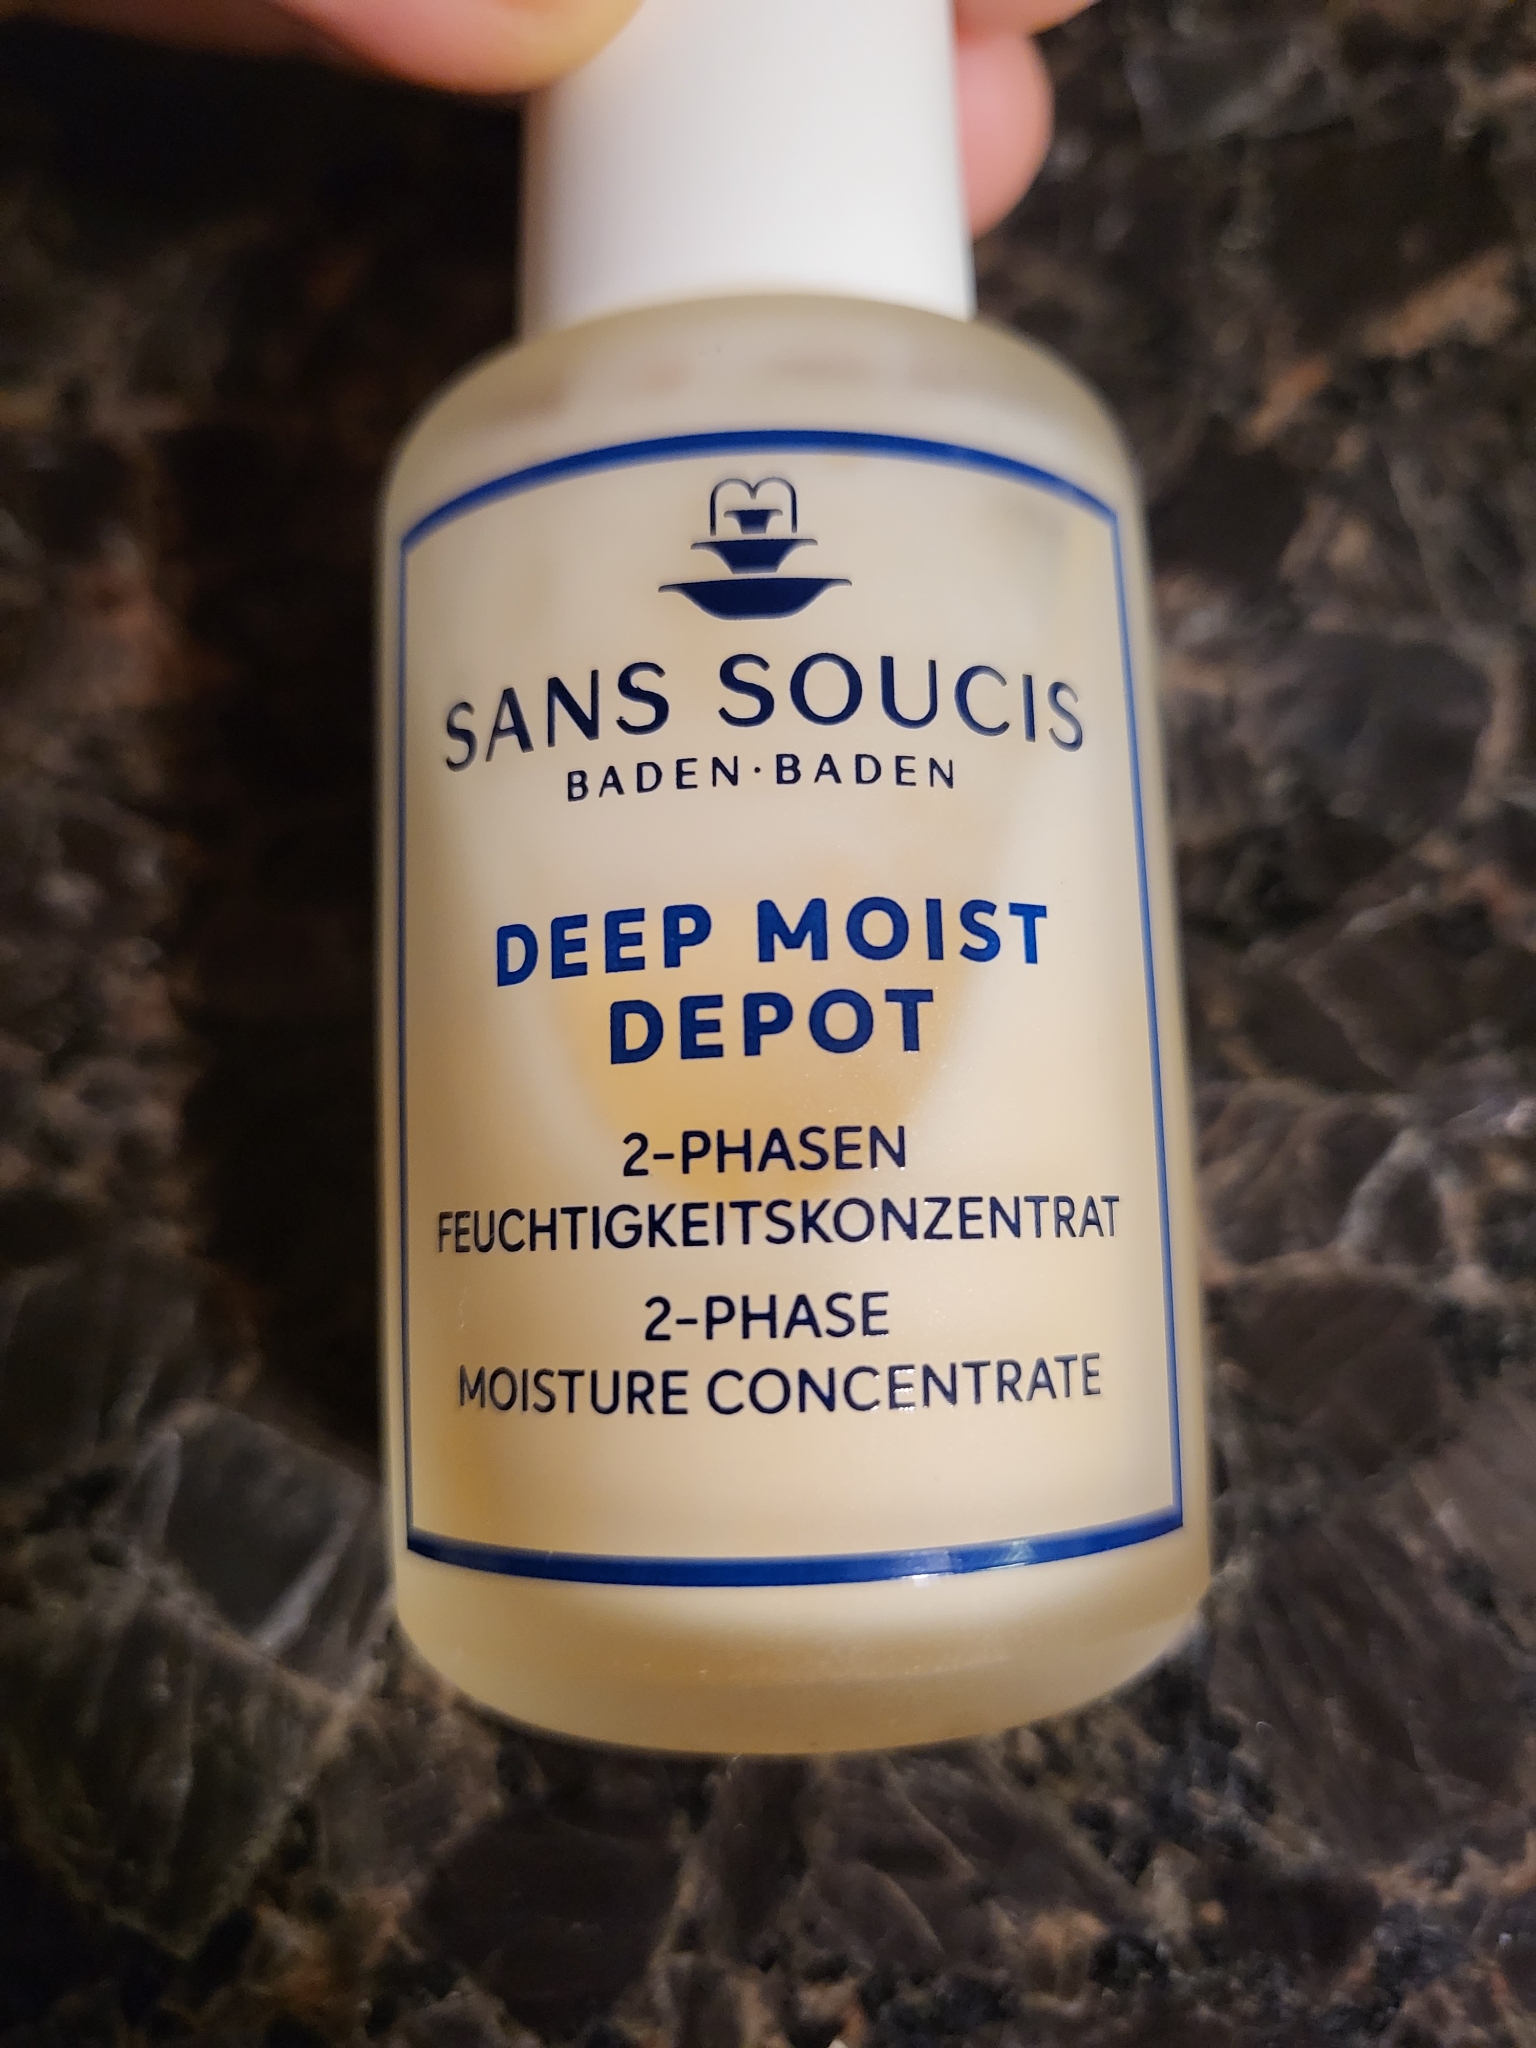 SANS SOUCIS
BADEN·BADEN
DEEP MOIST
DEPOT
2-PHASEN
FEUCHTIGKEITSKONZENTRAT
2-PHASE
MOISTURE CONCENTRATE